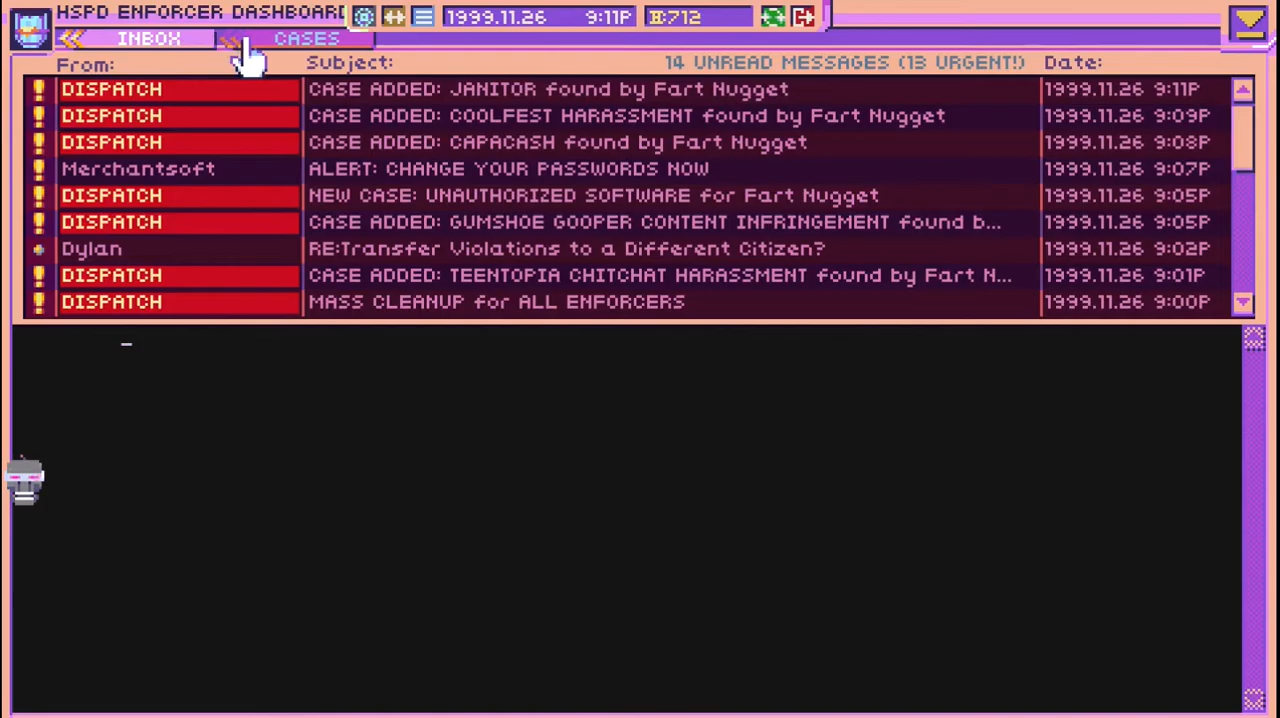 HSPD ENFORCER DASHBOARD 1999.11.26 9:11P :712
INBOX CASES
From: Subject: 14 UNREAD MESSAGES (13 URGENT!) Date:
DISPATCH CASE ADDED: JANITOR found by Fart Nugget 1999.11.26 9:11P
DISPATCH CASE ADDED: COOLFEST HARASSMENT found by Fart Nugget 1999.11.26 9:09P
DISPATCH CASE ADDED: CAPACASH found by Fart Nugget 1999.11.26 9:08P
Merchantsoft ALERT: CHANGE YOUR PASSWORDS NOW 1999.11.26 9:07P
DISPATCH NEW CASE: UNAUTHORIZED SOFTWARE for Fart Nugget 1999.11.26 9:05P
DISPATCH CASE ADDED: GUMSHOE GOOPER CONTENT INFRINGEMENT found b... 1999.11.26 9:05P
Dylan RE:Transfer Violations to a Different Citizen? 1999.11.26 9:02P
DISPATCH CASE ADDED: TEENTOPIA CHITCHAT HARASSMENT found by Fart N... 1999.11.26 9:01P
DISPATCH MASS CLEANUP for ALL ENFORCERS 1999.11.26 9:00P